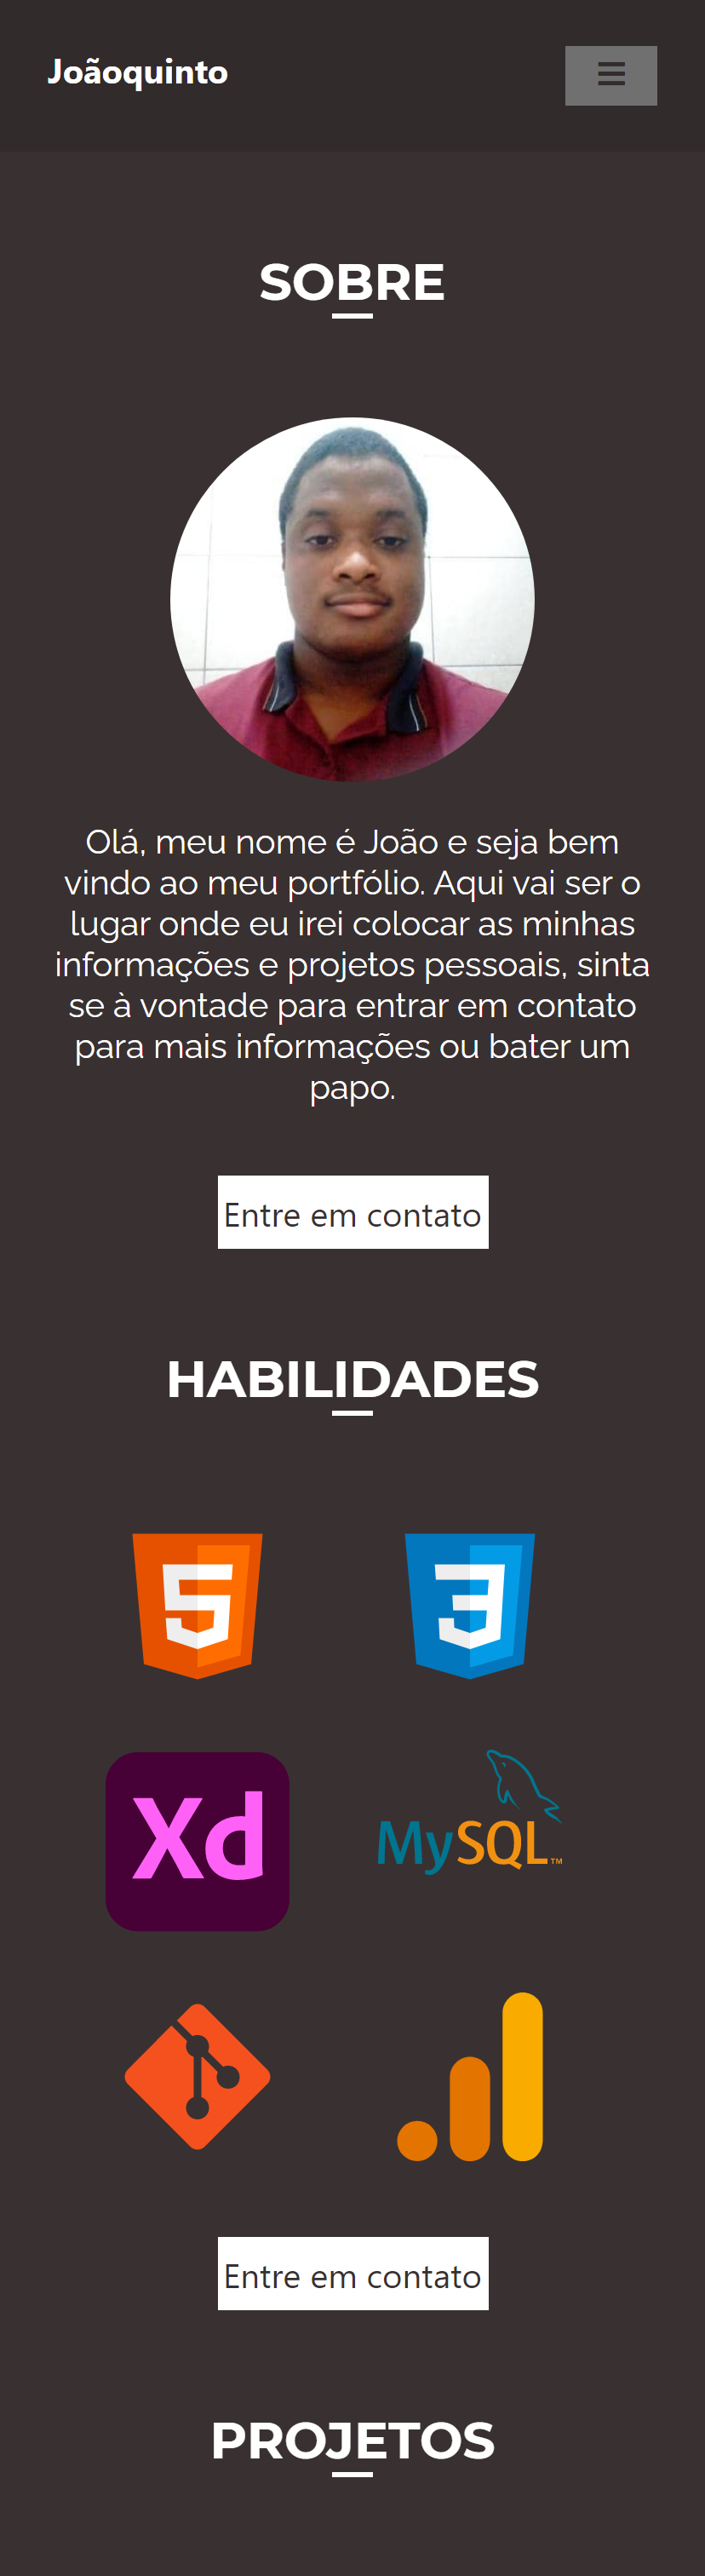 Joãoquinto
SOBRE
Olá, meu nome é João e seja bem
vindo ao meu portfólio. Aqui vai ser o
lugar onde eu irei colocar as minhas
informações e projetos pessoais, sinta
se à vontade para entrar em contato
para mais informações ou bater um
papo.
Entre em contato
HABILIDADES
5 3
Xd MySQL™
Entre em contato
PROJETOS